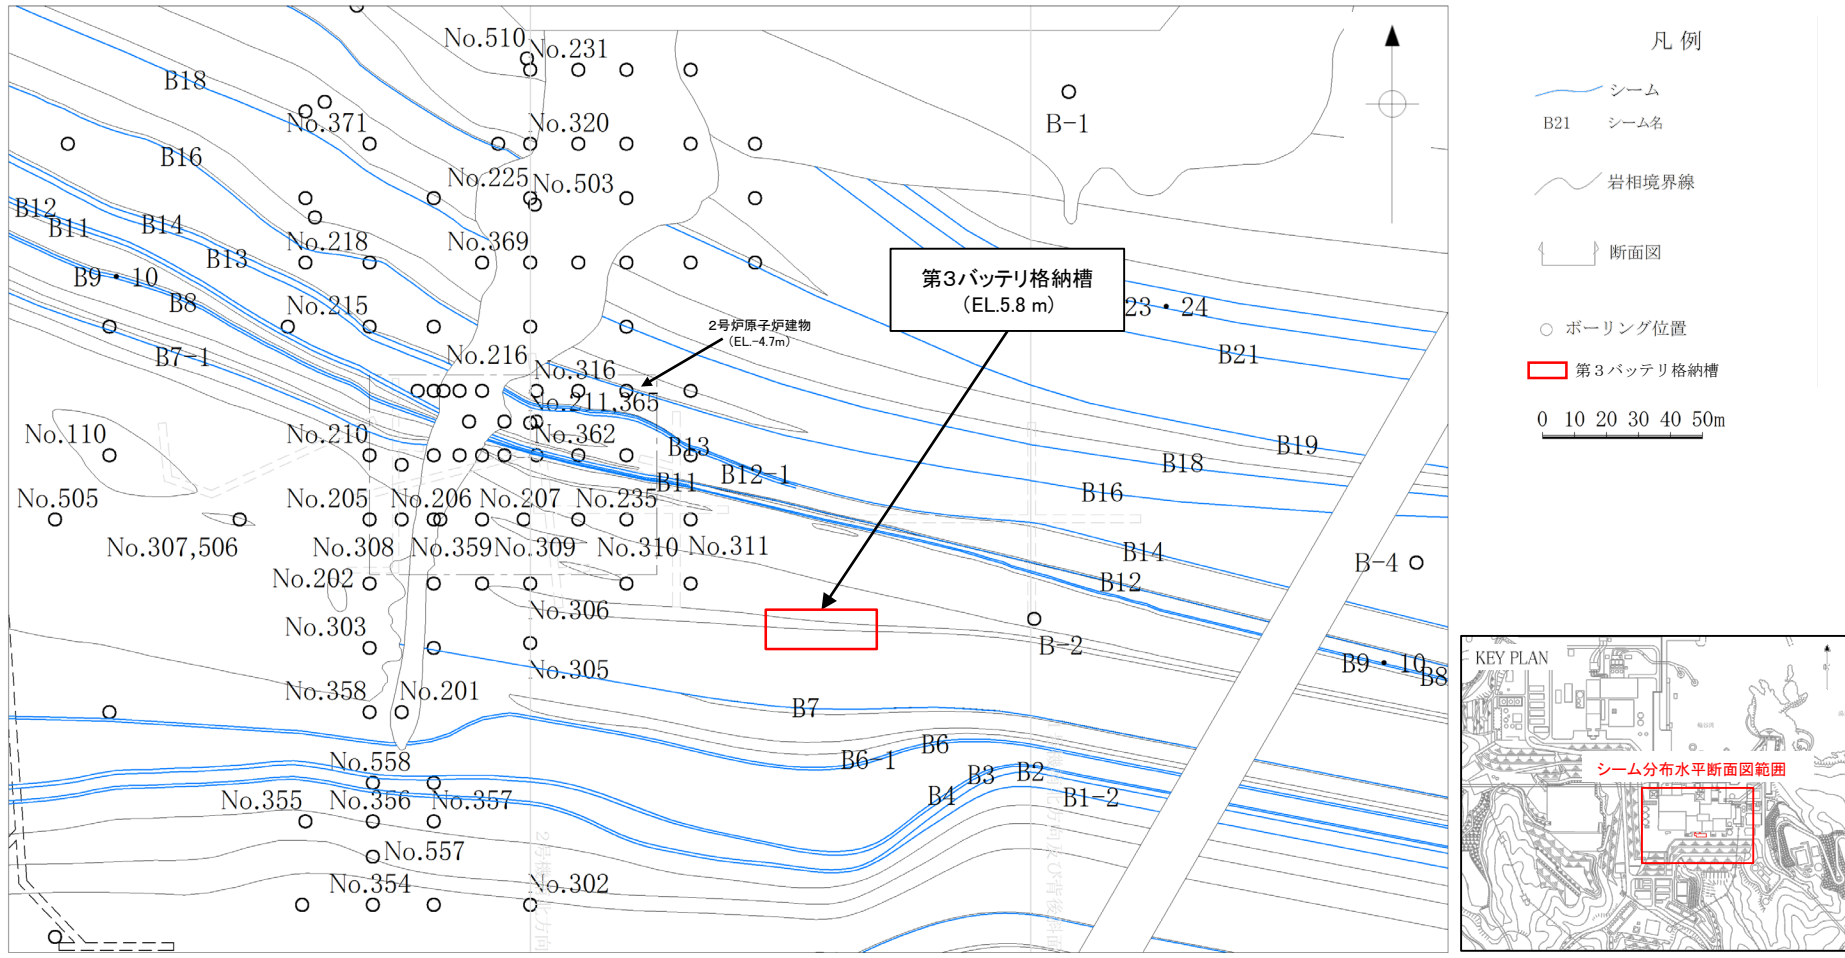 No.510
No.231
B18
No.371
No.320
B-1
B16
No.225
No.503
B12
B11
B14
B13
No.218
No.369
B9・10
B8
No.215
第3バッテリ格納槽
(EL.5.8 m)
23・24
2号炉原子炉建物
(EL.-4.7m)
B7-1
No.216
No.316
B21
No.211,365
No.110
No.210
No.362
B13
B12-1
B11
B19
B18
B16
No.505
No.205
No.206
No.207
No.235
No.307,506
No.308
No.359
No.309
No.310
No.311
B14
B-4
No.202
B12
No.306
No.303
B-2
No.305
B9・10
B8
No.358
No.201
B7
B6
B6-1
No.558
B3
B2
B4
B1-2
No.355
No.356
No.357
No.557
No.354
No.302
凡例
シーム
B21 シーム名
岩相境界線
断面図
ボーリング位置
第3バッテリ格納槽
0 10 20 30 40 50m
KEY PLAN
シーム分布水平断面図範囲